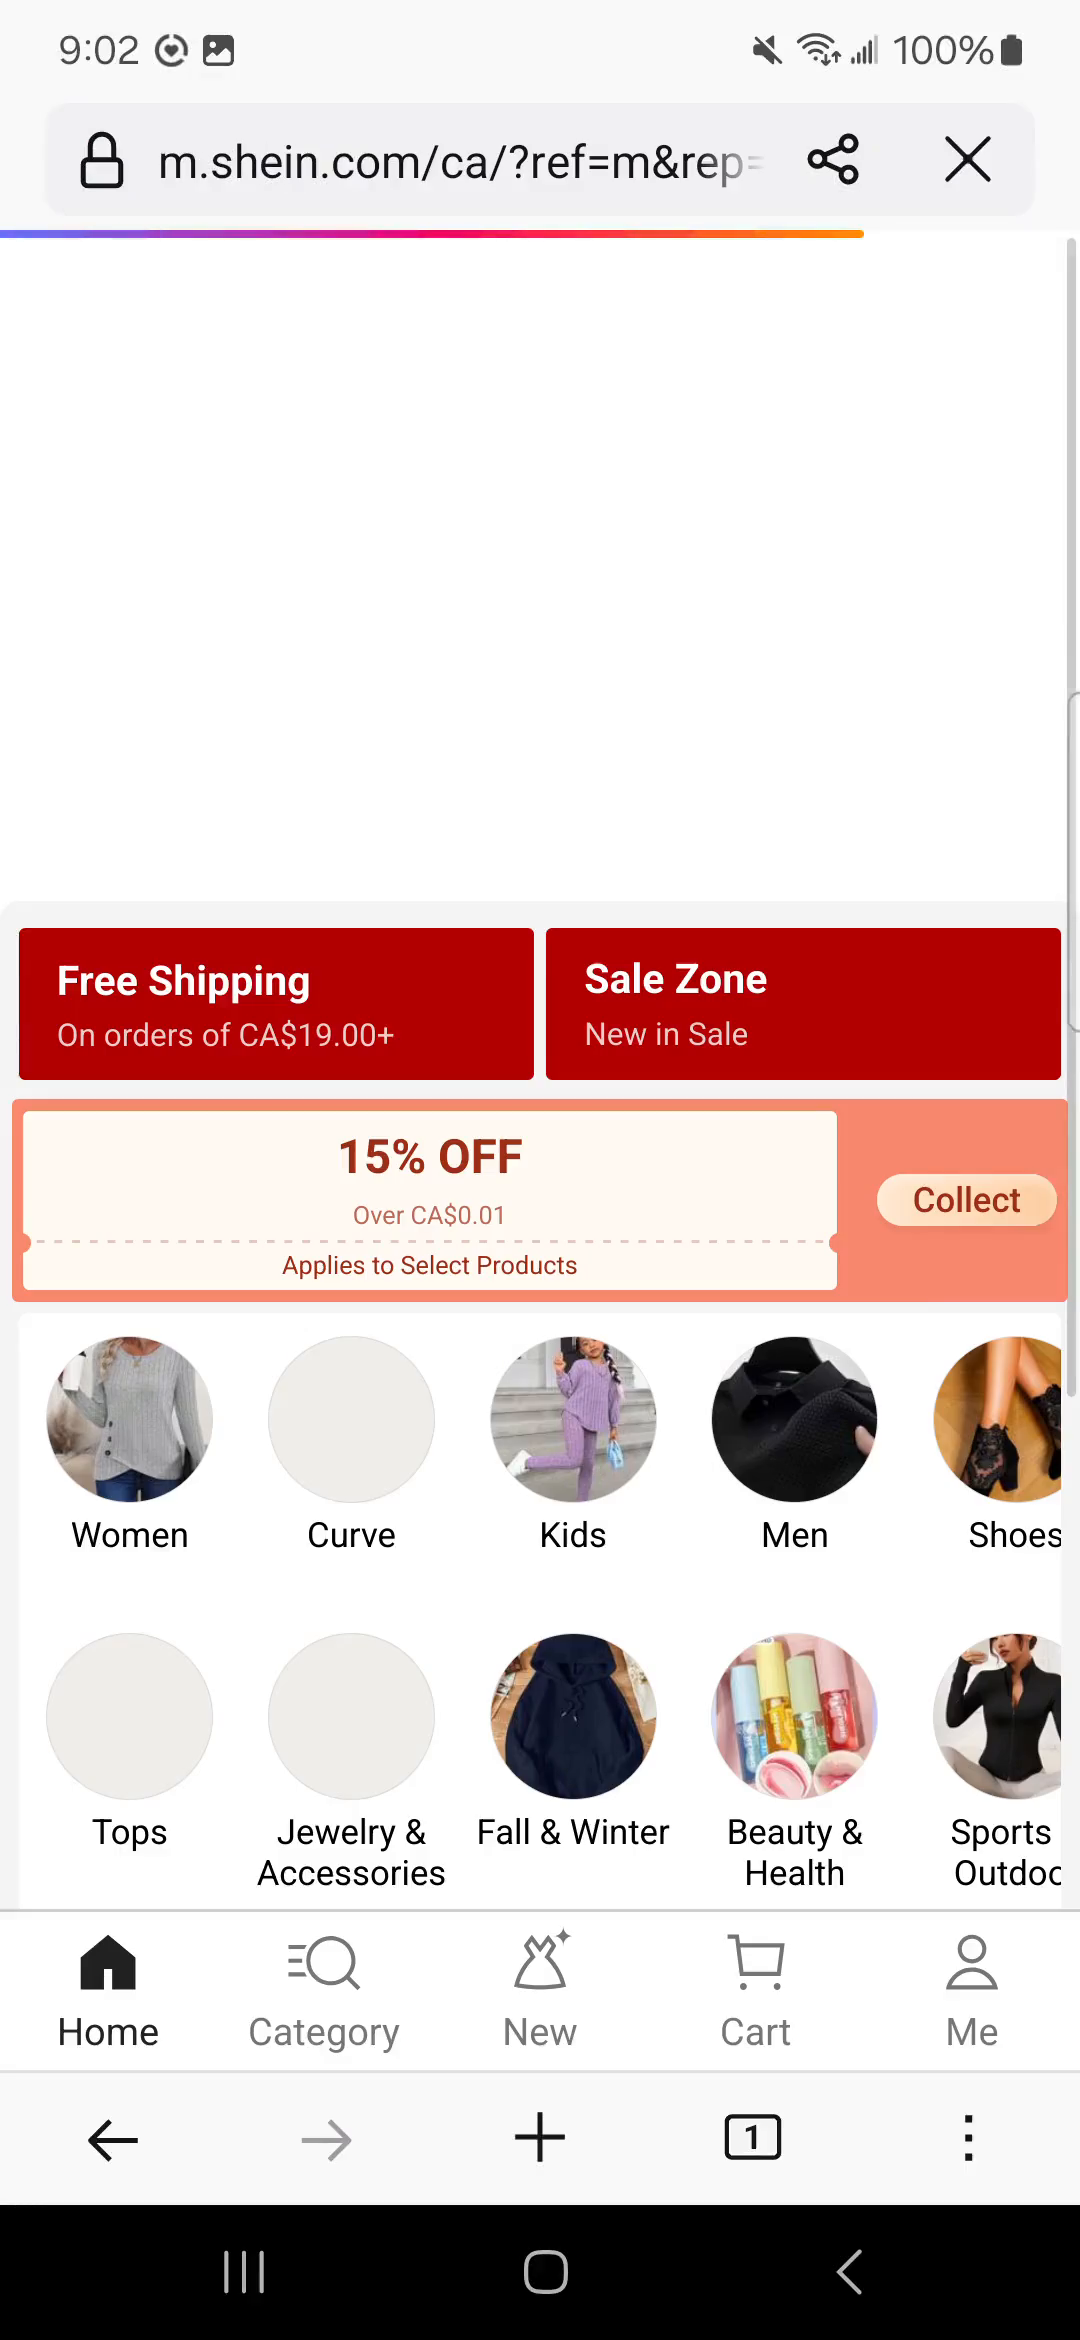 9:02
100%
m.shein.com/ca/?ref=m&rep=
Free Shipping
On orders of CA$19.00+
Sale Zone
New in Sale
15% OFF
Over CA$0.01
Applies to Select Products
Collect
Women
Curve
Kids
Men
Shoes
Tops
Jewelry &
Accessories
Fall & Winter
Beauty &
Health
Sports
Outdoo
Home
Category
New
Cart
Me
1